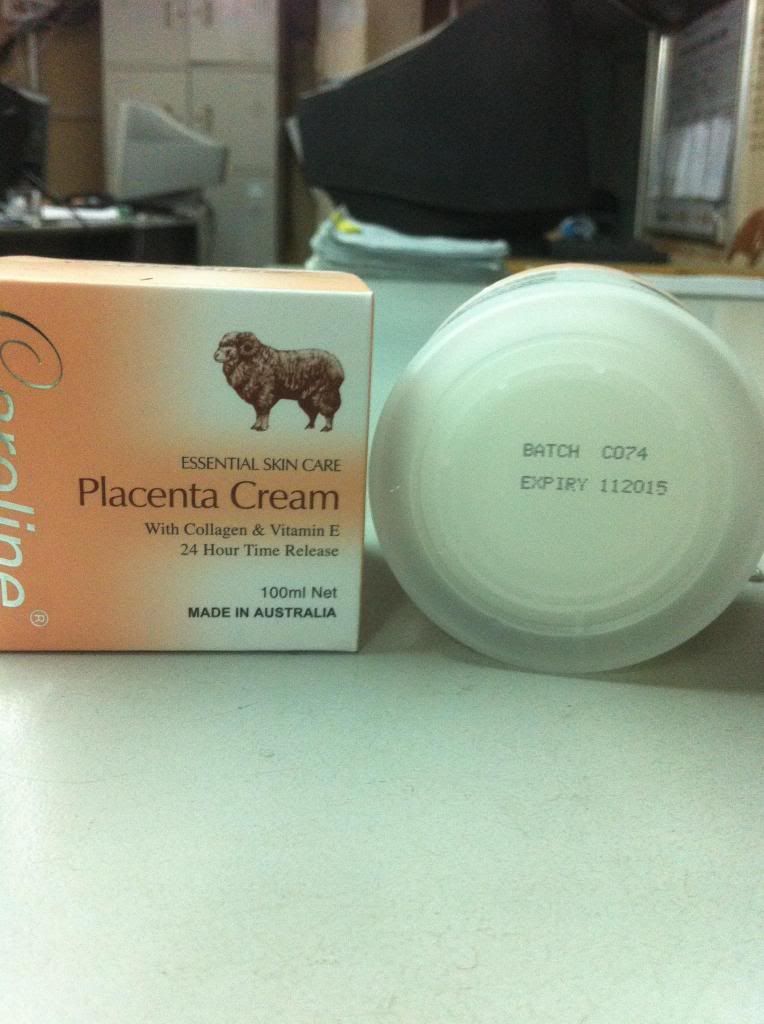 Caroline®
ESSENTIAL SKIN CARE
Placenta Cream
With Collagen & Vitamin E
24 Hour Time Release
100ml Net
MADE IN AUSTRALIA
BATCH C074
EXPIRY 112015